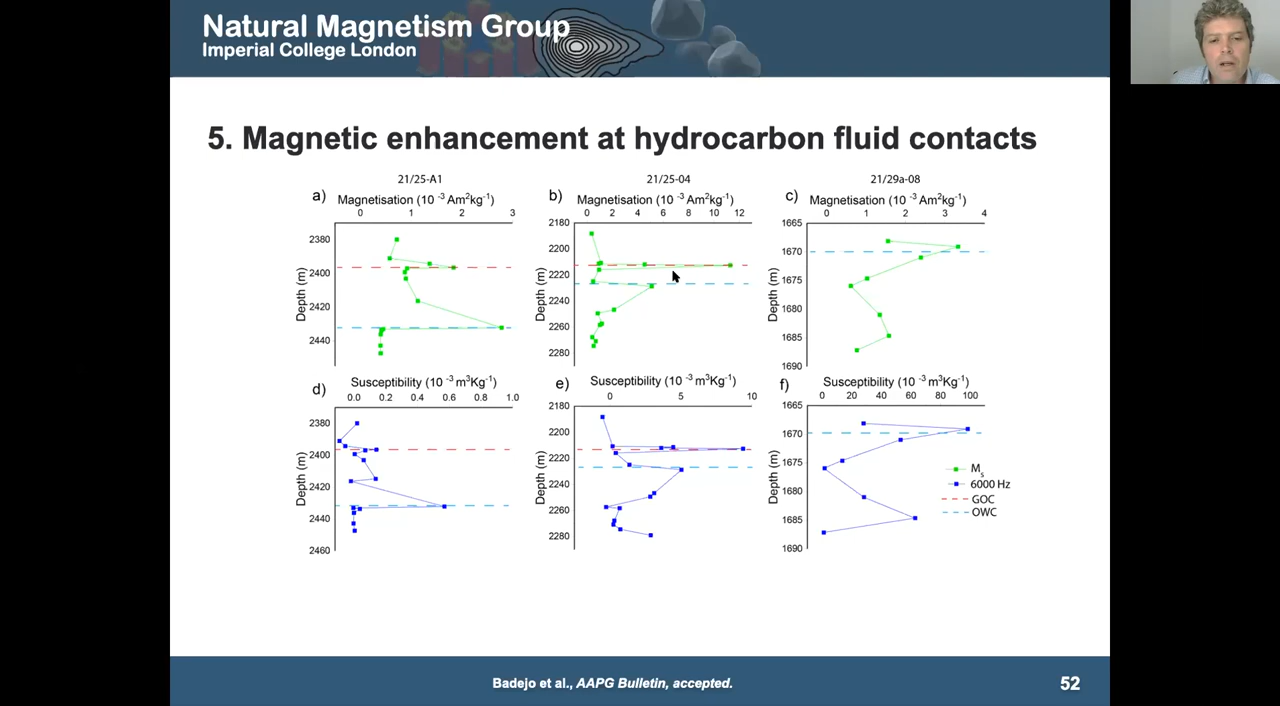 Natural Magnetism Group
Imperial College London
5. Magnetic enhancement at hydrocarbon fluid contacts
21/25-A1
a) Magnetisation (10 -3 Am2kg-1)
0 1 2 3
2380
2400
2420
2440
Depth (m)
21/25-04
b) Magnetisation (10 -3 Am2kg-1)
0 2 4 6 8 10 12
2180
2200
2220
2240
2260
2280
Depth (m)
21/29a-08
c) Magnetisation (10 -3 Am2kg-1)
0 1 2 3 4
1665
1670
1675
1680
1685
1690
Depth (m)
d) Susceptibility (10 -3 m3Kg-1)
0.0 0.2 0.4 0.6 0.8 1.0
2380
2400
2420
2440
2460
Depth (m)
e) Susceptibility (10 -3 m3Kg-1)
0 5 10
2180
2200
2220
2240
2260
2280
Depth (m)
f) Susceptibility (10 -3 m3Kg-1)
0 20 40 60 80 100
1665
1670
1675
1680
1685
1690
Depth (m)
Ms
6000 Hz
GOC
OWC
Badejo et al., AAPG Bulletin, accepted.
52